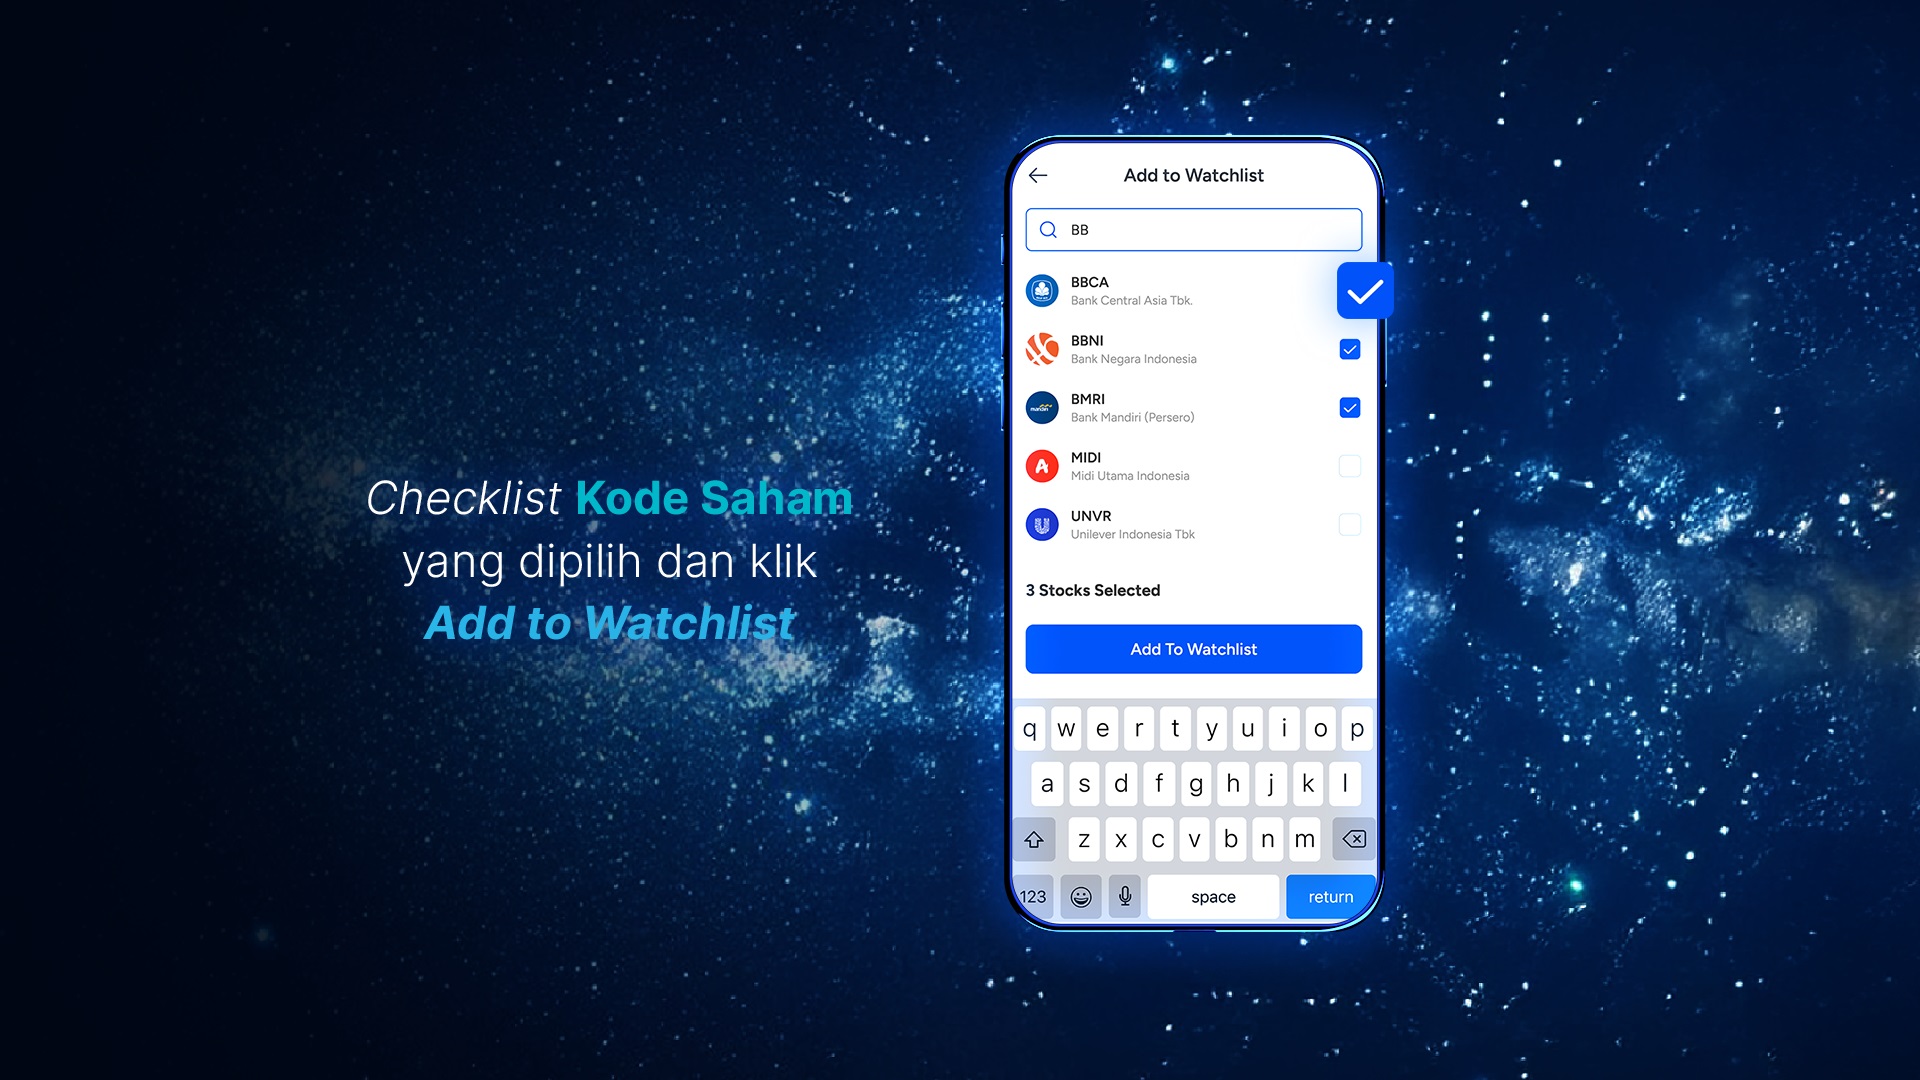 Checklist Kode Saham
yang dipilih dan klik
Add to Watchlist
Add to Watchlist
BB
BBCA
Bank Central Asia Tbk.
BBNI
Bank Negara Indonesia
BMRI
Bank Mandiri (Persero)
mandiri
MIDI
Midi Utama Indonesia
UNVR
Unilever Indonesia Tbk
3 Stocks Selected
Add To Watchlist
q w e r t y u i o p
a s d f g h j k l
z x c v b n m
123 space return